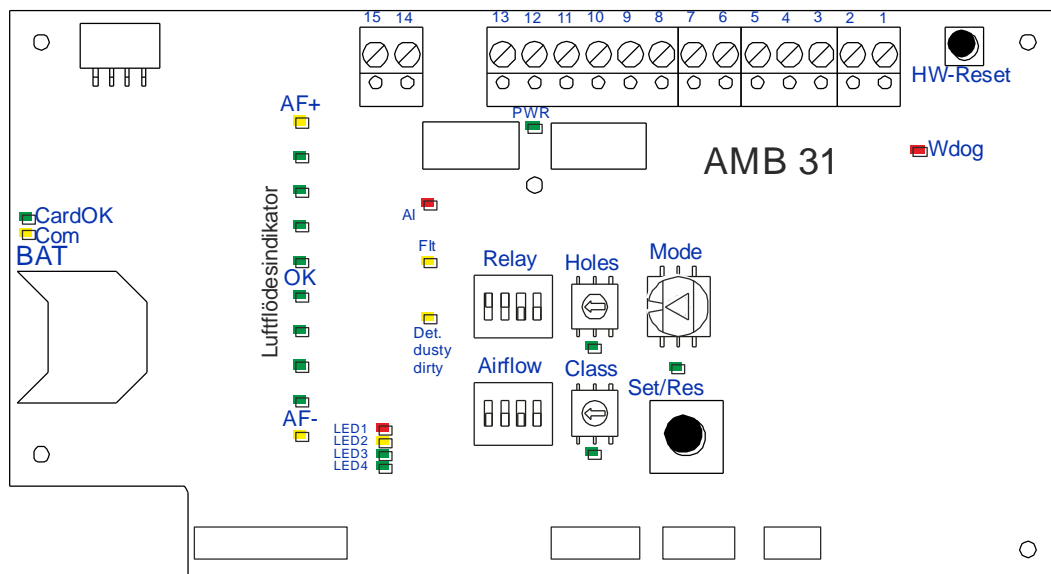 15 14 13 12 11 10 9 8 7 6 5 4 3 2 1
HW-Reset
AF+
PWR
AMB 31
Wdog
Luftflödesindikator
Al
CardOK
Com
BAT
Flt
Relay
Holes
Mode
OK
Det.
dusty
dirty
Airflow
Class
Set/Res
AF-
LED1
LED2
LED3
LED4